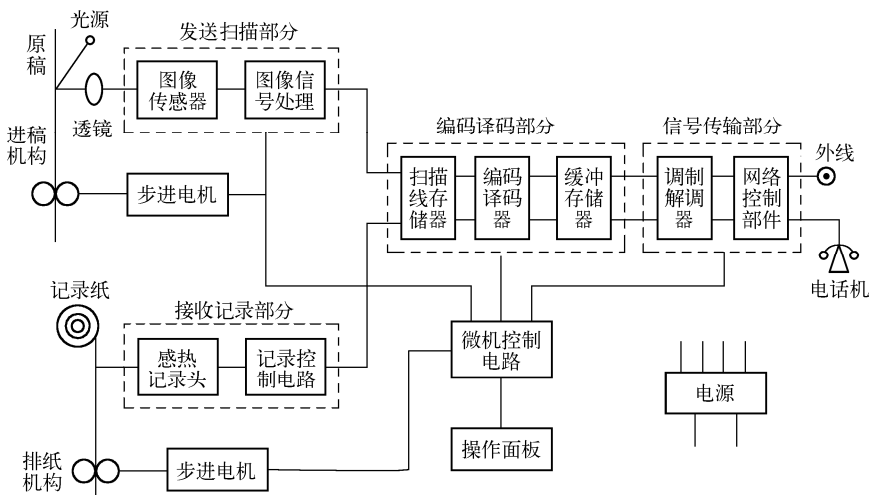 光源
发送扫描部分
原
稿
图像
传感器
图像信
号处理
透镜
进稿
机构
步进电机
编码译码部分
扫描
线存
储器
编码
译码
器
缓冲
存储
器
信号传输部分
调制
解调
器
网络
控制
部件
外线
电话机
记录纸
接收记录部分
感热
记录头
记录控
制电路
微机控制
电路
电源
操作面板
排纸
机构
步进电机